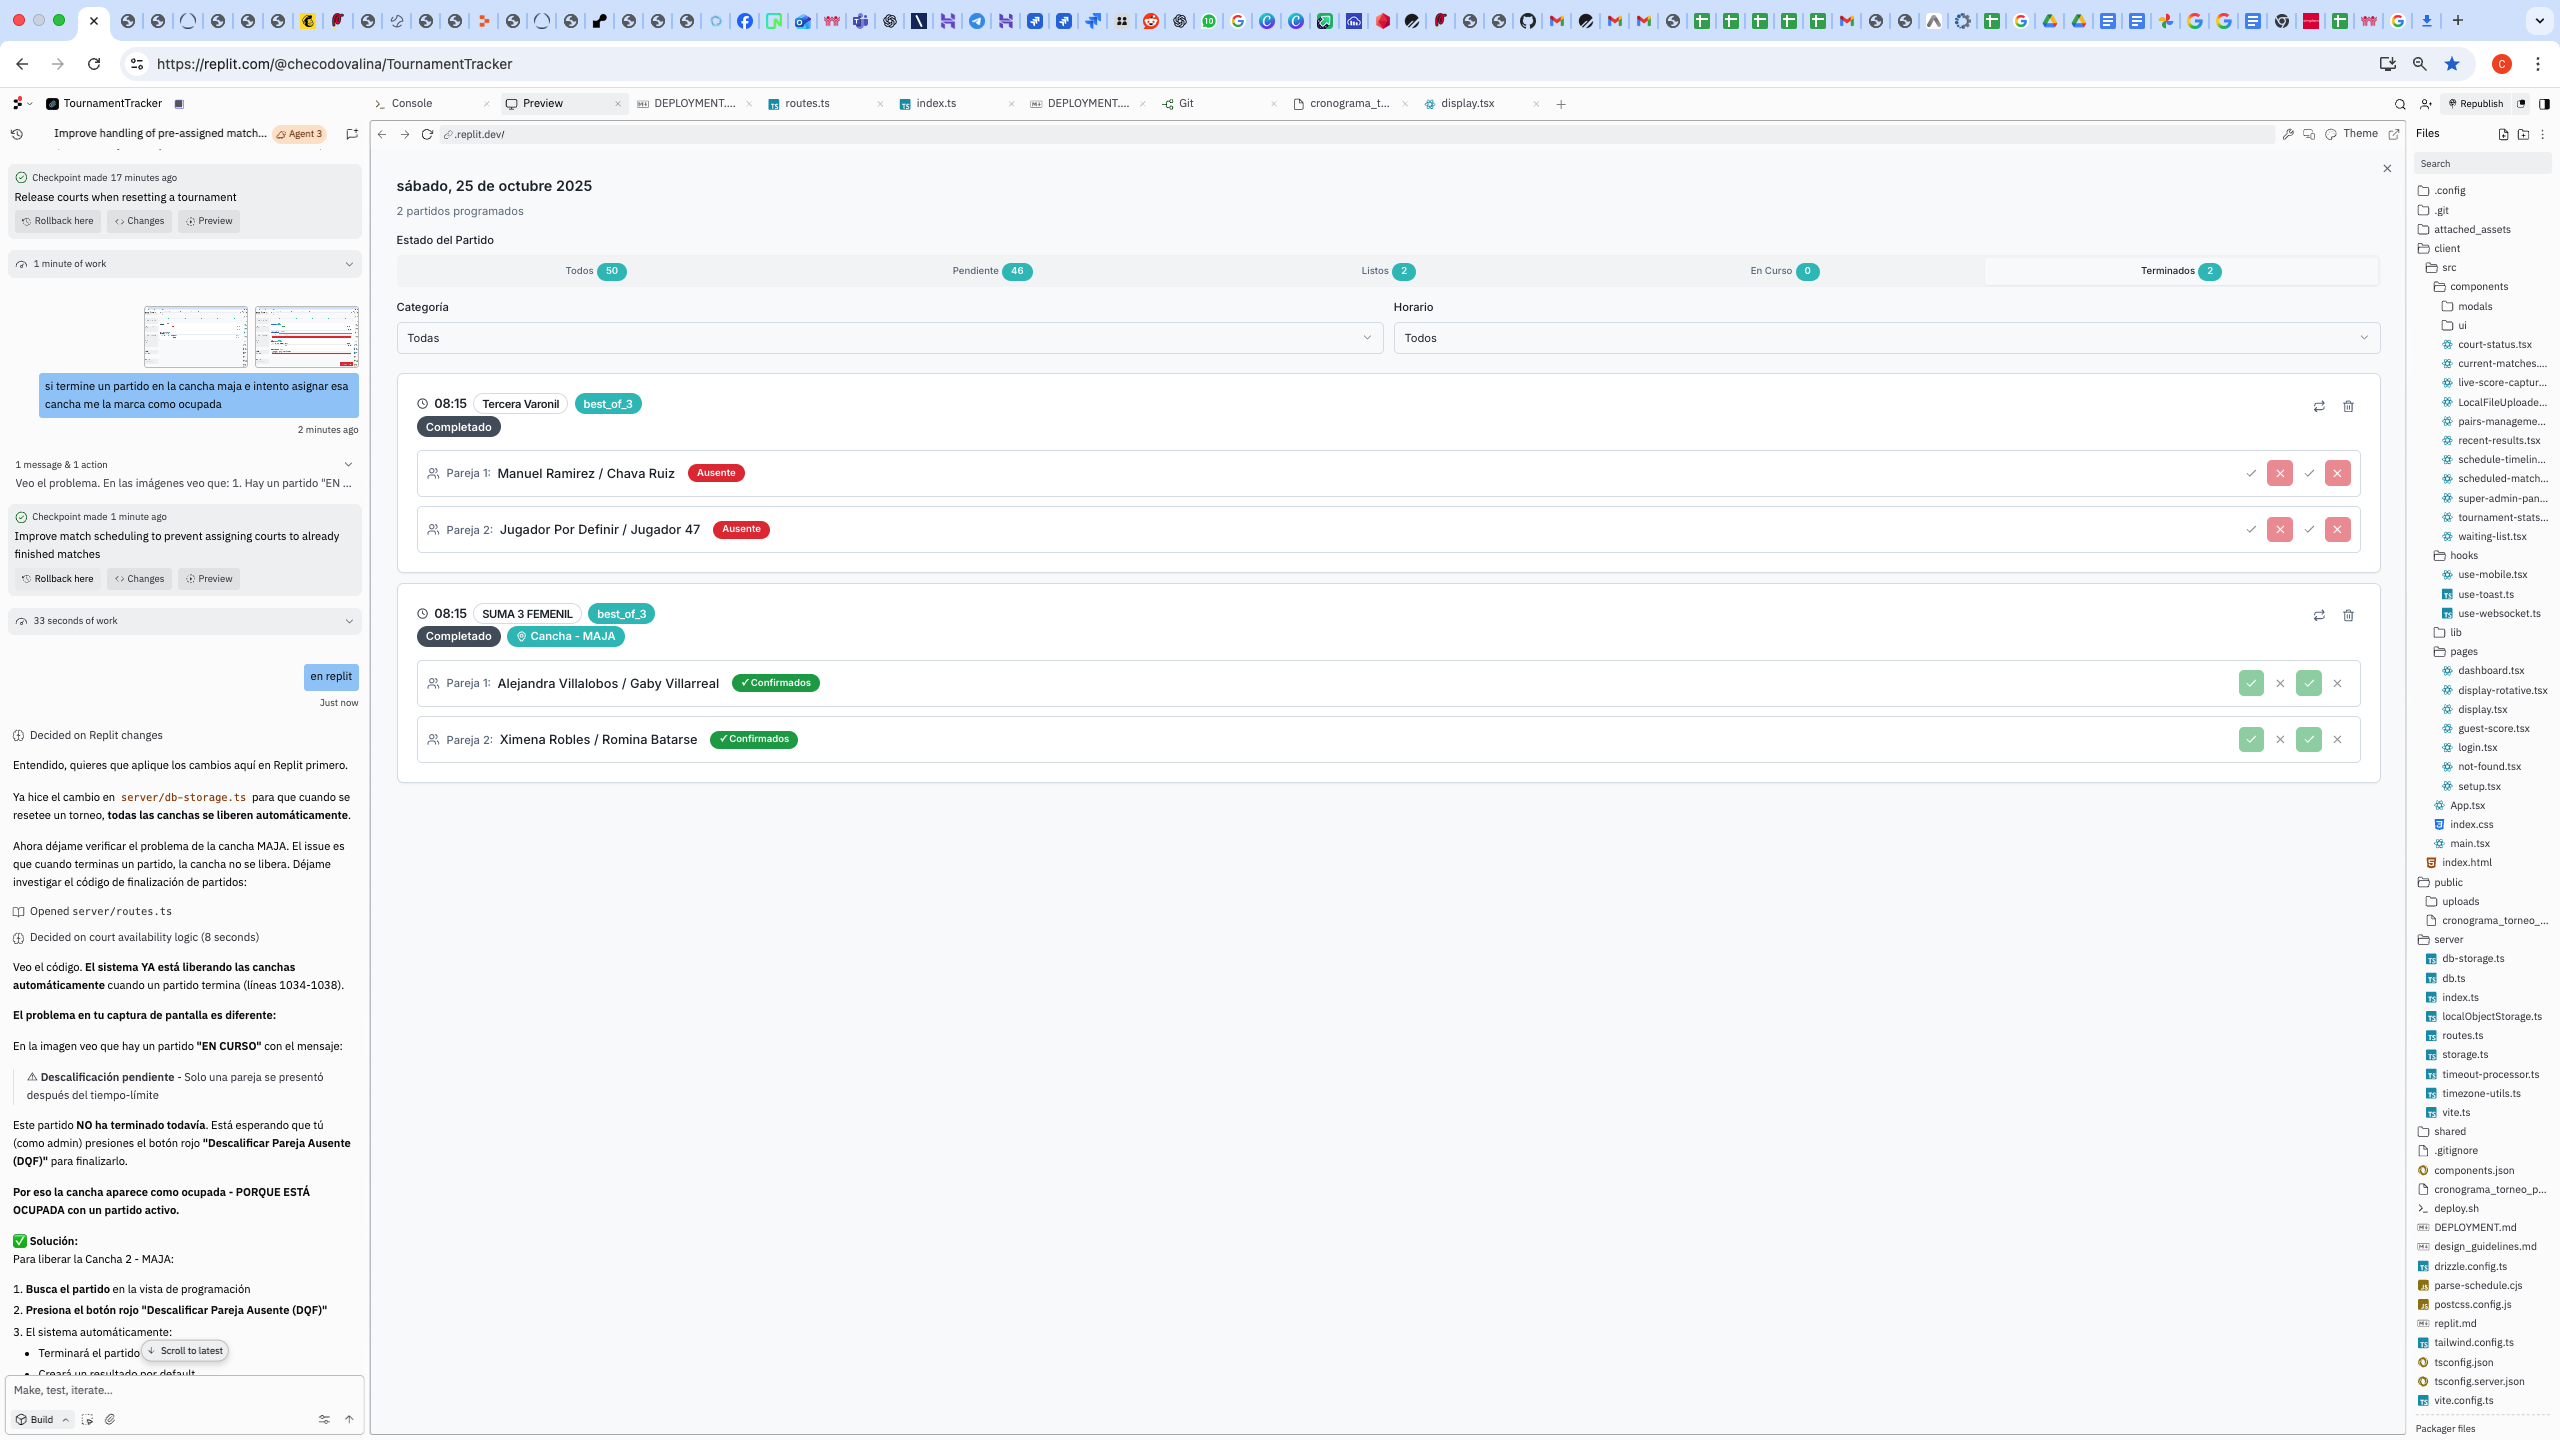 https://replit.com/@checodovalina/TournamentTracker
TournamentTracker
Console
Preview
DEPLOYMENT....
routes.ts
index.ts
DEPLOYMENT....
Git
cronograma_t...
display.tsx
Republish
Improve handling of pre-assigned match...
Agent 3
Checkpoint made 17 minutes ago
Release courts when resetting a tournament
Rollback here
Changes
Preview
1 minute of work
si termine un partido en la cancha maja e intento asignar esa
cancha me la marca como ocupada
2 minutes ago
1 message & 1 action
Veo el problema. En las imágenes veo que: 1. Hay un partido "EN ...
Checkpoint made 1 minute ago
Improve match scheduling to prevent assigning courts to already
finished matches
Rollback here
Changes
Preview
33 seconds of work
en replit
Just now
Decided on Replit changes
Entendido, quieres que aplique los cambios aquí en Replit primero.
Ya hice el cambio en server/db-storage.ts para que cuando se
resetee un torneo, todas las canchas se liberen automáticamente.
Ahora déjame verificar el problema de la cancha MAJA. El issue es
que cuando terminas un partido, la cancha no se libera. Déjame
investigar el código de finalización de partidos:
Opened server/routes.ts
Decided on court availability logic (8 seconds)
Veo el código. El sistema YA está liberando las canchas
automáticamente cuando un partido termina (líneas 1034-1038).
El problema en tu captura de pantalla es diferente:
En la imagen veo que hay un partido "EN CURSO" con el mensaje:
⚠ Descalificación pendiente - Solo una pareja se presentó
después del tiempo-límite
Este partido NO ha terminado todavía. Está esperando que tú
(como admin) presiones el botón rojo "Descalificar Pareja Ausente
(DQF)" para finalizarlo.
Por eso la cancha aparece como ocupada - PORQUE ESTÁ
OCUPADA con un partido activo.
✅ Solución:
Para liberar la Cancha 2 - MAJA:
1. Busca el partido en la vista de programación
2. Presiona el botón rojo "Descalificar Pareja Ausente (DQF)"
3. El sistema automáticamente:
• Terminará el partido
Scroll to latest
• Creará un resultado por default
Make, test, iterate...
Build
.replit.dev/
Theme
sábado, 25 de octubre 2025
2 partidos programados
Estado del Partido
Todos 50
Pendiente 46
Listos 2
En Curso 0
Terminados 2
Categoría
Horario
Todas
Todos
08:15 Tercera Varonil best_of_3
Completado
Pareja 1: Manuel Ramirez / Chava Ruiz Ausente
Pareja 2: Jugador Por Definir / Jugador 47 Ausente
08:15 SUMA 3 FEMENIL best_of_3
Completado Cancha - MAJA
Pareja 1: Alejandra Villalobos / Gaby Villarreal ✓ Confirmados
Pareja 2: Ximena Robles / Romina Batarse ✓ Confirmados
Files
Search
.config
.git
attached_assets
client
src
components
modals
ui
court-status.tsx
current-matches....
live-score-captur...
LocalFileUploade...
pairs-manageme...
recent-results.tsx
schedule-timelin...
scheduled-match...
super-admin-pan...
tournament-stats...
waiting-list.tsx
hooks
use-mobile.tsx
use-toast.ts
use-websocket.ts
lib
pages
dashboard.tsx
display-rotative.tsx
display.tsx
guest-score.tsx
login.tsx
not-found.tsx
setup.tsx
App.tsx
index.css
main.tsx
index.html
public
uploads
cronograma_torneo_...
server
db-storage.ts
db.ts
index.ts
localObjectStorage.ts
routes.ts
storage.ts
timeout-processor.ts
timezone-utils.ts
vite.ts
shared
.gitignore
components.json
cronograma_torneo_p...
deploy.sh
DEPLOYMENT.md
design_guidelines.md
drizzle.config.ts
parse-schedule.cjs
postcss.config.js
replit.md
tailwind.config.ts
tsconfig.json
tsconfig.server.json
vite.config.ts
Packager files